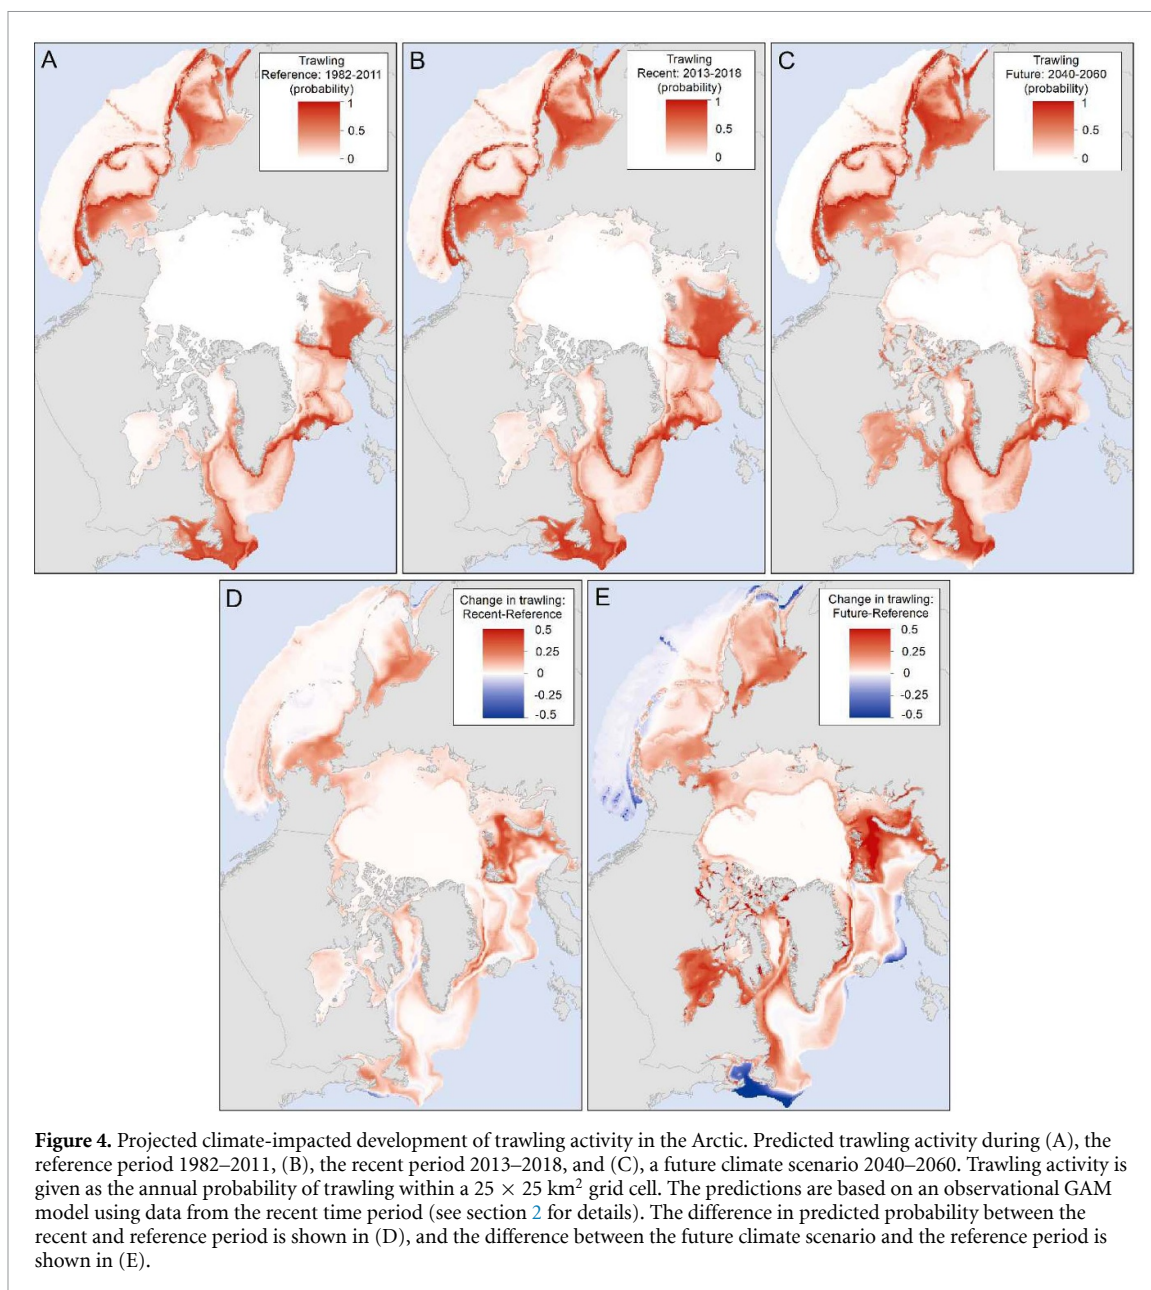 A
Trawling
Reference: 1982-2011
(probability)
1
0.5
0
B
Trawling
Recent: 2013-2018
(probability)
1
0.5
0
C
Trawling
Future: 2040-2060
(probability)
1
0.5
0
D
Change in trawling:
Recent-Reference
0.5
0.25
0
-0.25
-0.5
E
Change in trawling:
Future-Reference
0.5
0.25
0
-0.25
-0.5
Figure 4. Projected climate-impacted development of trawling activity in the Arctic. Predicted trawling activity during (A), the
reference period 1982–2011, (B), the recent period 2013–2018, and (C), a future climate scenario 2040–2060. Trawling activity is
given as the annual probability of trawling within a 25 × 25 km² grid cell. The predictions are based on an observational GAM
model using data from the recent time period (see section 2 for details). The difference in predicted probability between the
recent and reference period is shown in (D), and the difference between the future climate scenario and the reference period is
shown in (E).